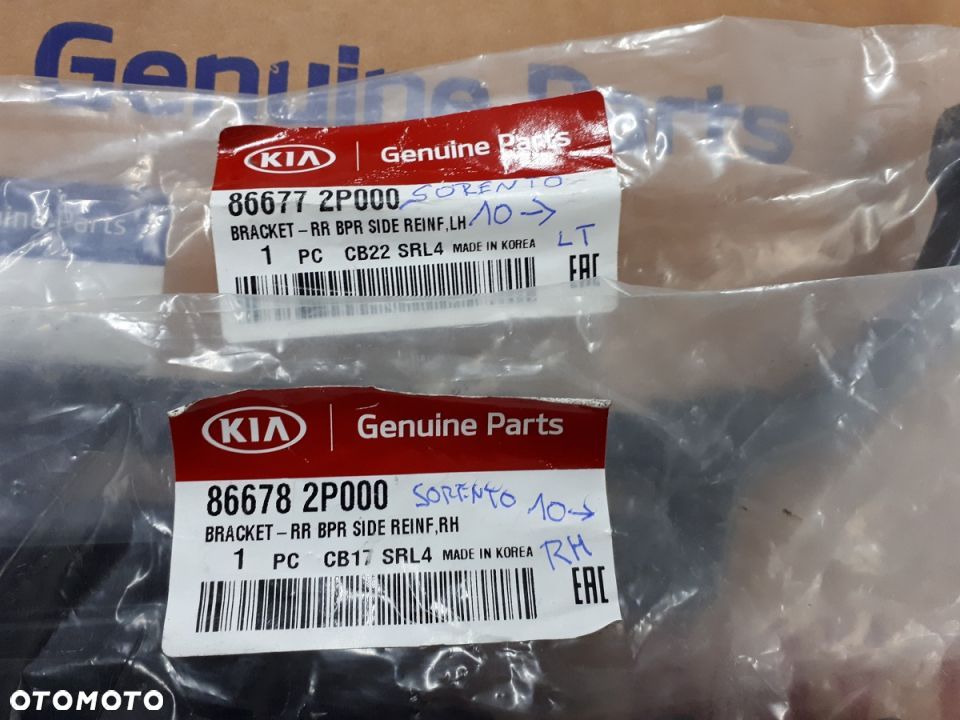 Genuine Parts
Genuine Parts
KIA Genuine Parts
86677 2P000 SORENTO
BRACKET-RR BPR SIDE REINF,LH 10→
1 PC CB22 SRL4 MADE IN KOREA LT
EAC
KIA Genuine Parts
86678 2P000 SORENTO 10→
BRACKET-RR BPR SIDE REINF,RH
1 PC CB17 SRL4 MADE IN KOREA RH
EAC
OTOMOTO